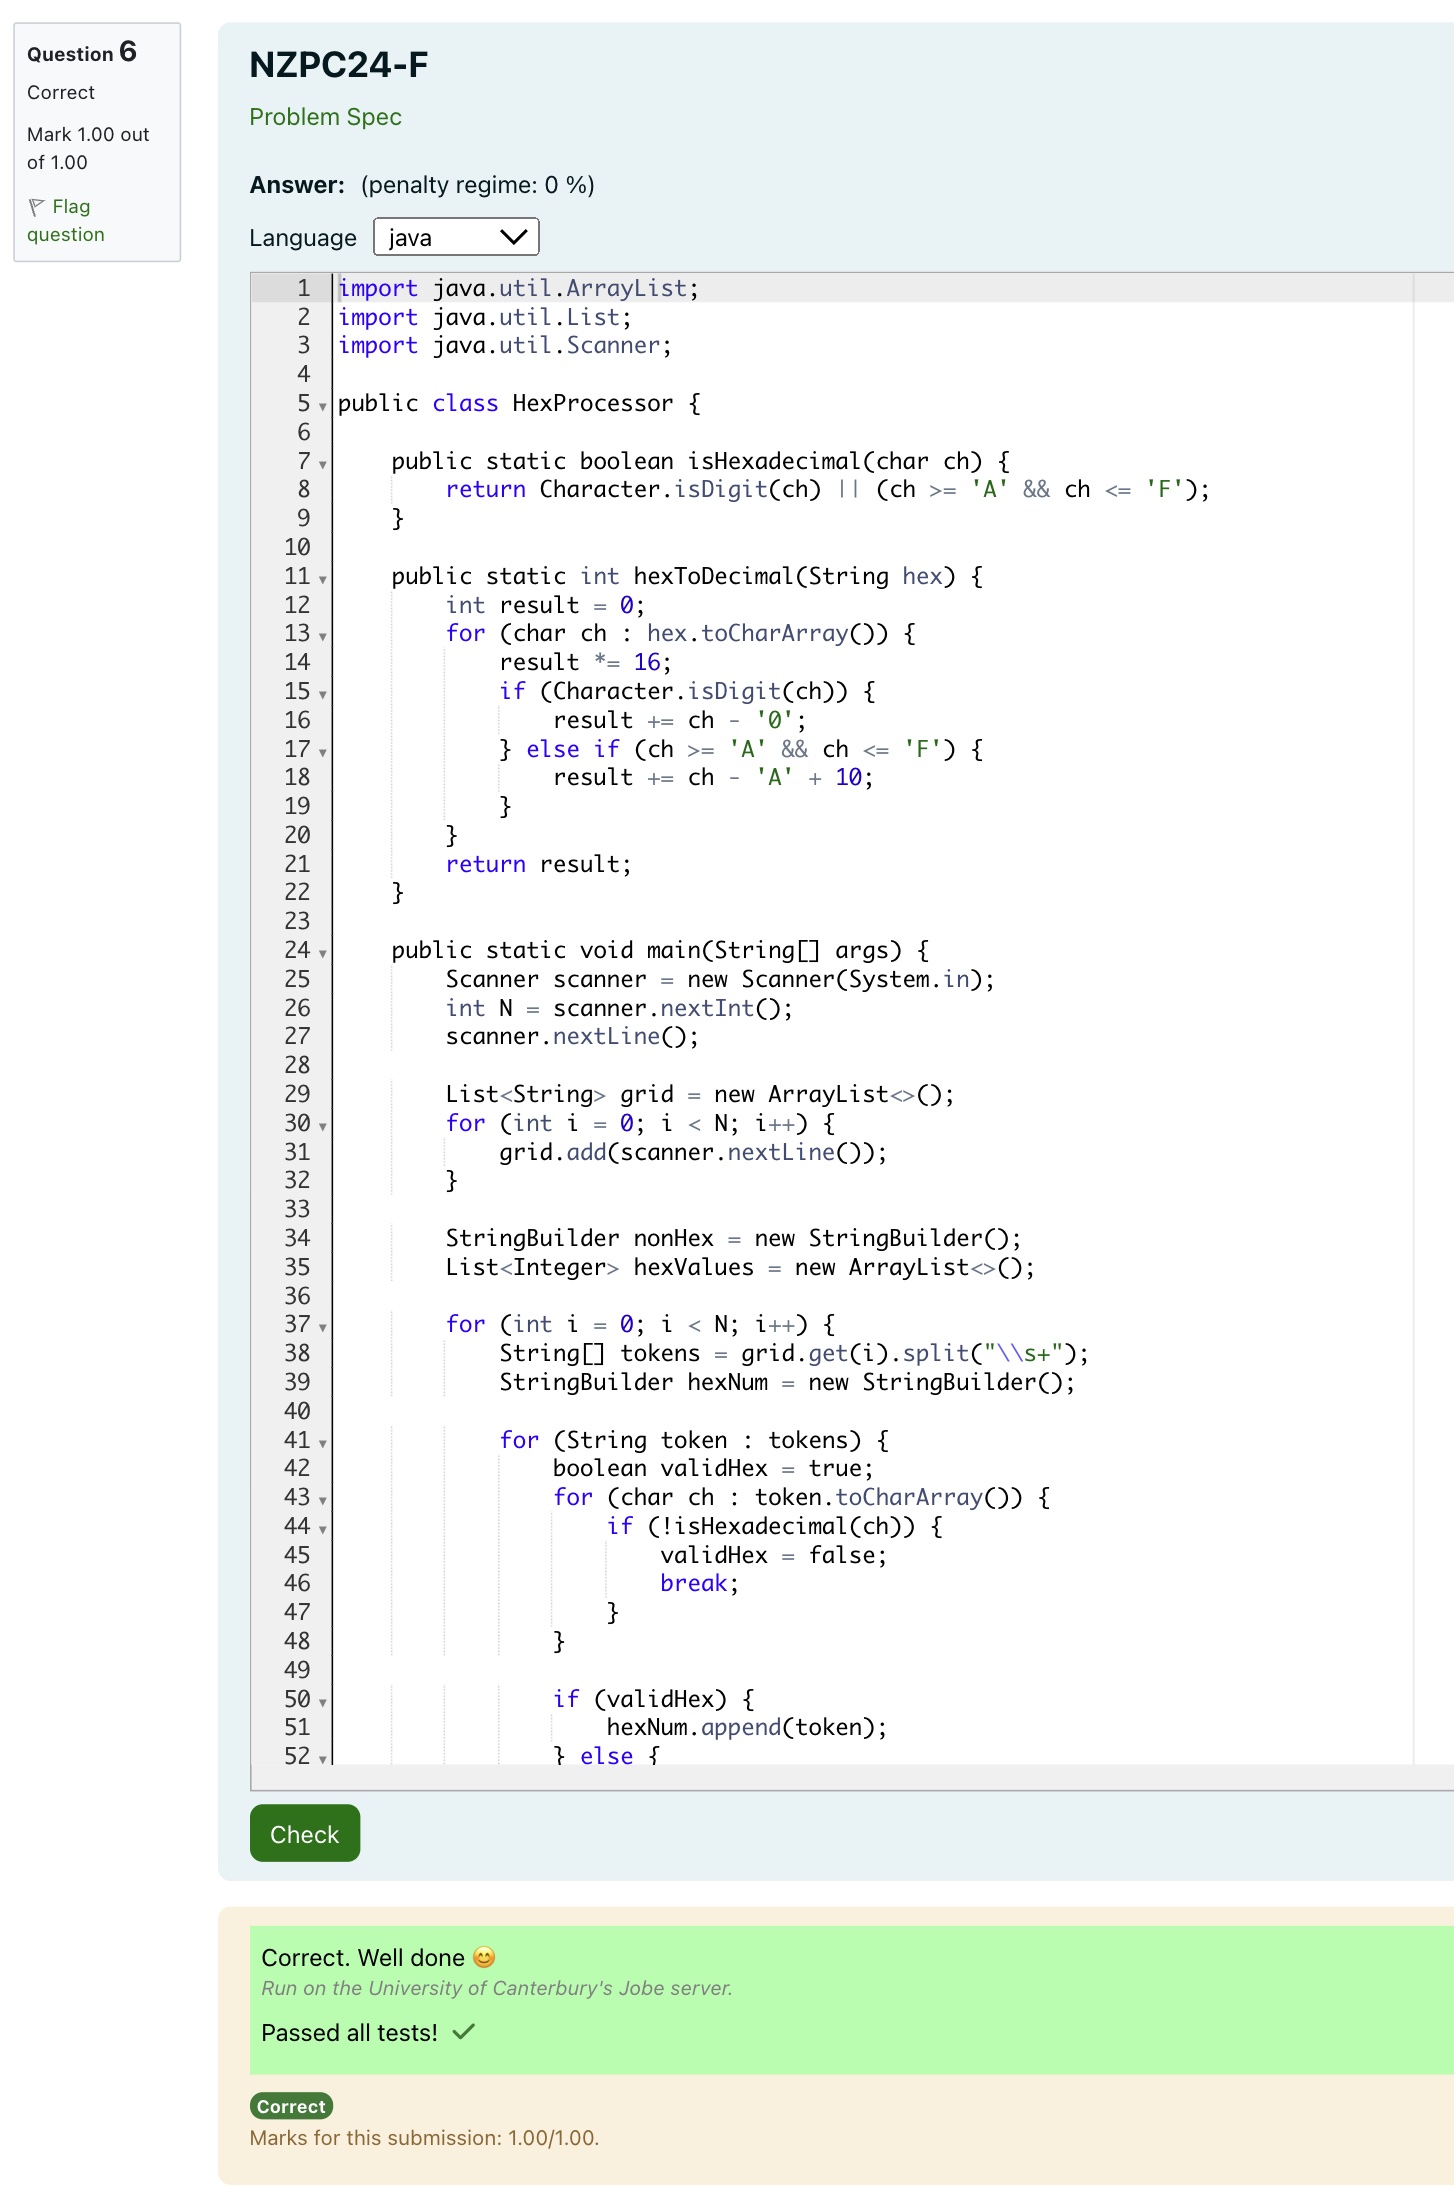 Question 6
Correct
Mark 1.00 out
of 1.00
Flag
question
NZPC24-F
Problem Spec
Answer: (penalty regime: 0 %)
Language java
1 import java.util.ArrayList;
2 import java.util.List;
3 import java.util.Scanner;
4
5 public class HexProcessor {
6
7     public static boolean isHexadecimal(char ch) {
8         return Character.isDigit(ch) || (ch >= 'A' && ch <= 'F');
9     }
10
11     public static int hexToDecimal(String hex) {
12         int result = 0;
13         for (char ch : hex.toCharArray()) {
14             result *= 16;
15             if (Character.isDigit(ch)) {
16                 result += ch - '0';
17             } else if (ch >= 'A' && ch <= 'F') {
18                 result += ch - 'A' + 10;
19             }
20         }
21         return result;
22     }
23
24     public static void main(String[] args) {
25         Scanner scanner = new Scanner(System.in);
26         int N = scanner.nextInt();
27         scanner.nextLine();
28
29         List<String> grid = new ArrayList<>();
30         for (int i = 0; i < N; i++) {
31             grid.add(scanner.nextLine());
32         }
33
34         StringBuilder nonHex = new StringBuilder();
35         List<Integer> hexValues = new ArrayList<>();
36
37         for (int i = 0; i < N; i++) {
38             String[] tokens = grid.get(i).split("\\s+");
39             StringBuilder hexNum = new StringBuilder();
40
41             for (String token : tokens) {
42                 boolean validHex = true;
43                 for (char ch : token.toCharArray()) {
44                     if (!isHexadecimal(ch)) {
45                         validHex = false;
46                         break;
47                     }
48                 }
49
50                 if (validHex) {
51                     hexNum.append(token);
52                 } else {
Check
Correct. Well done 😊
Run on the University of Canterbury's Jobe server.
Passed all tests! ✓
Correct
Marks for this submission: 1.00/1.00.